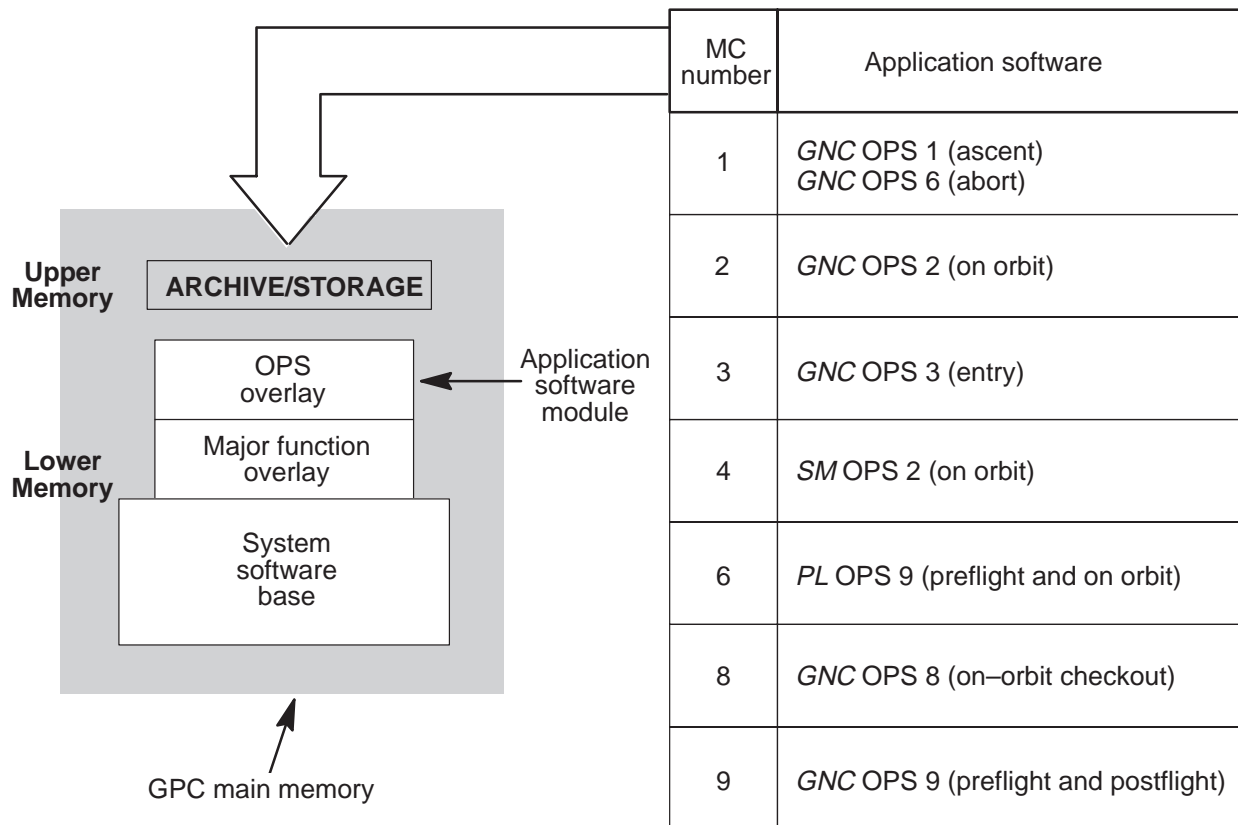 MC
number
Application software
1
GNC OPS 1 (ascent)
GNC OPS 6 (abort)
2
GNC OPS 2 (on orbit)
3
GNC OPS 3 (entry)
4
SM OPS 2 (on orbit)
6
PL OPS 9 (preflight and on orbit)
8
GNC OPS 8 (on–orbit checkout)
9
GNC OPS 9 (preflight and postflight)
Upper
Memory
ARCHIVE/STORAGE
OPS
overlay
Application
software
module
Major function
overlay
Lower
Memory
System
software
base
GPC main memory